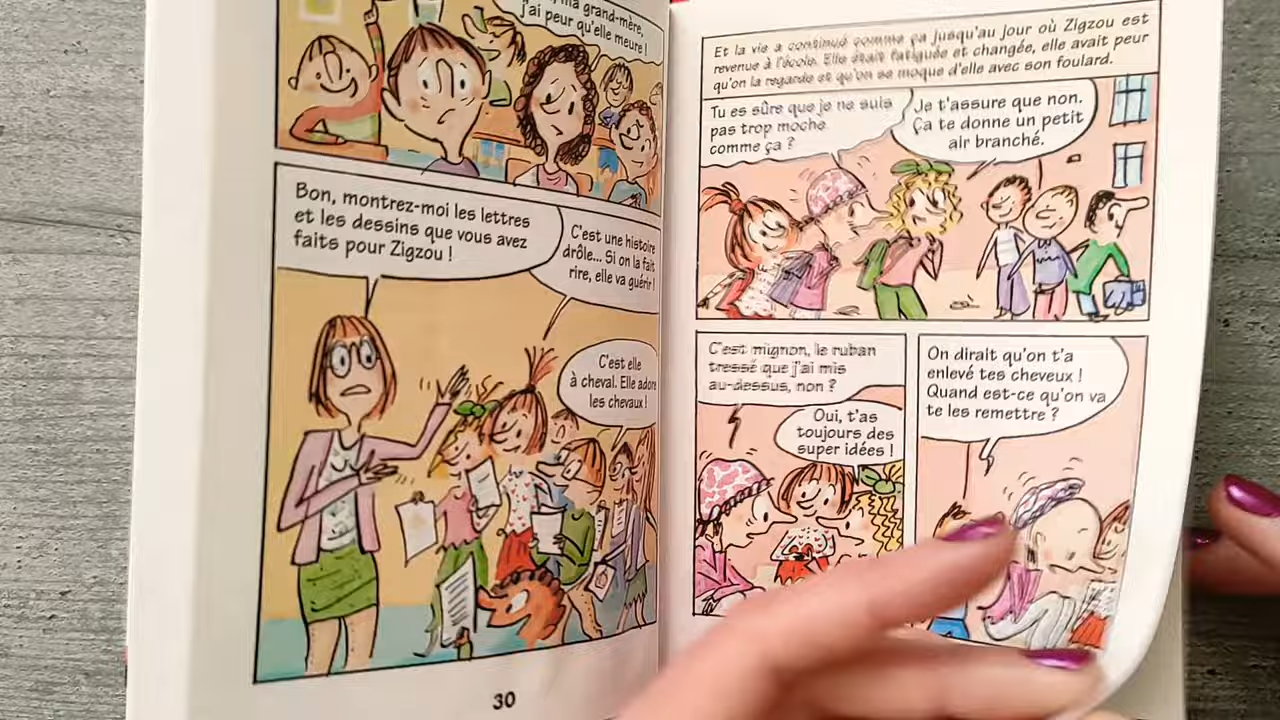 ma grand-mère,
j'ai peur qu'elle meure !
Bon, montrez-moi les lettres
et les dessins que vous avez
faits pour Zigzou !
C'est une histoire
drôle... Si on la fait
rire, elle va guérir !
C'est elle
à cheval. Elle adore
les chevaux !
30
Et la vie a continué comme ça jusqu'au jour où Zigzou est
revenue à l'école. Elle était fatiguée et changée, elle avait peur
qu'on la regarde et qu'on se moque d'elle avec son foulard.
Tu es sûre que je ne suis
pas trop moche
comme ça ?
Je t'assure que non.
Ça te donne un petit
air branché.
C'est mignon, le ruban
tressé que j'ai mis
au-dessus, non ?
Oui, t'as
toujours des
super idées !
On dirait qu'on t'a
enlevé tes cheveux !
Quand est-ce qu'on va
te les remettre ?